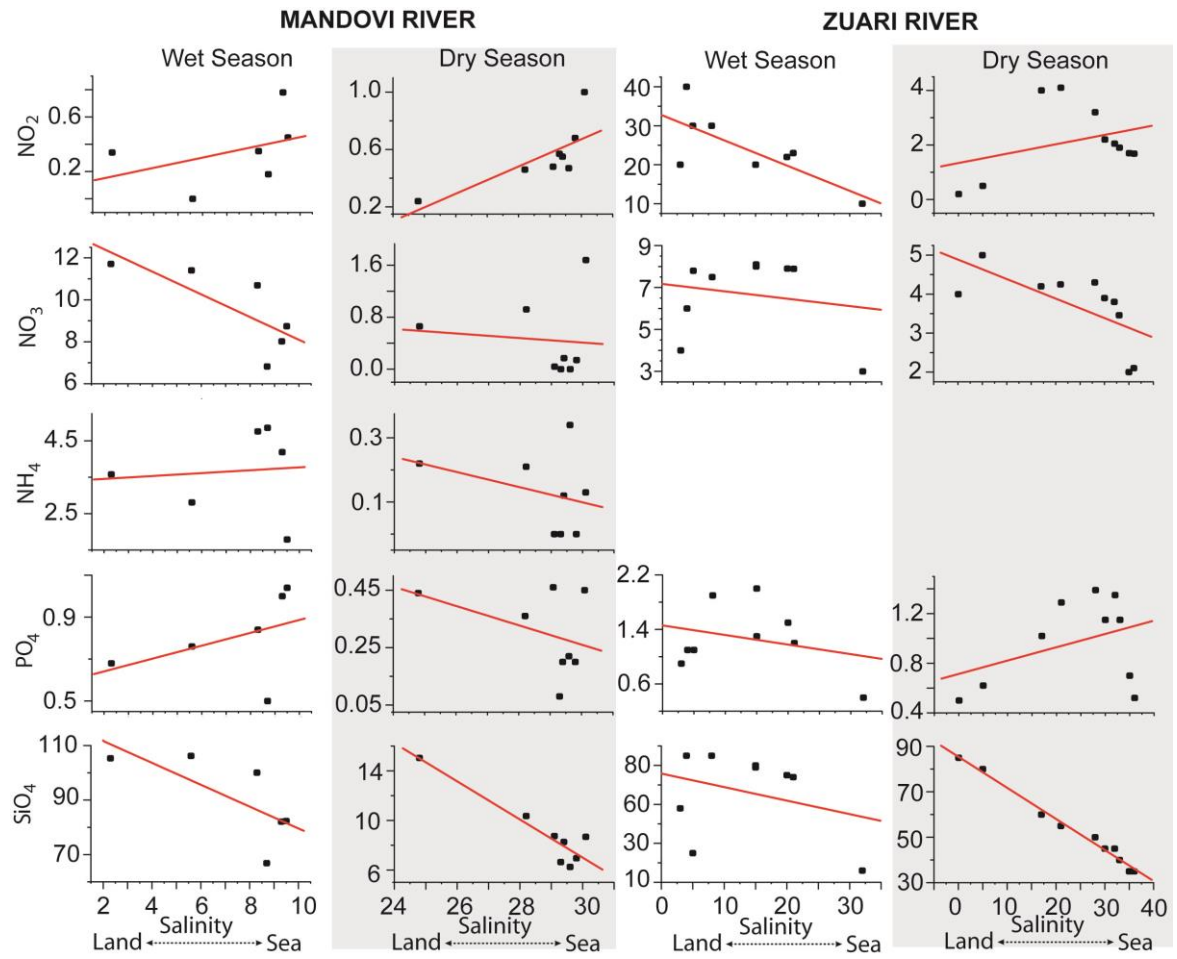 MANDOVI RIVER ZUARI RIVER
Wet Season Dry Season Wet Season Dry Season
NO2
0.6 0.2
1.0 0.6 0.2
40 30 20 10
4 2 0
NO3
12 10 8 6
1.6 0.8 0.0
9 7 5 3
5 4 3 2
NH4
4.5 2.5
0.3 0.1
PO4
0.9 0.5
0.45 0.25 0.05
2.2 1.4 0.6
1.2 0.8 0.4
SiO4
110 90 70
14 10 6
80 60 30 10
90 70 50 30
2 4 6 8 10 24 26 28 30 0 10 20 30 0 10 20 30 40
Salinity Salinity Salinity Salinity
Land Sea Land Sea Land Sea Land Sea